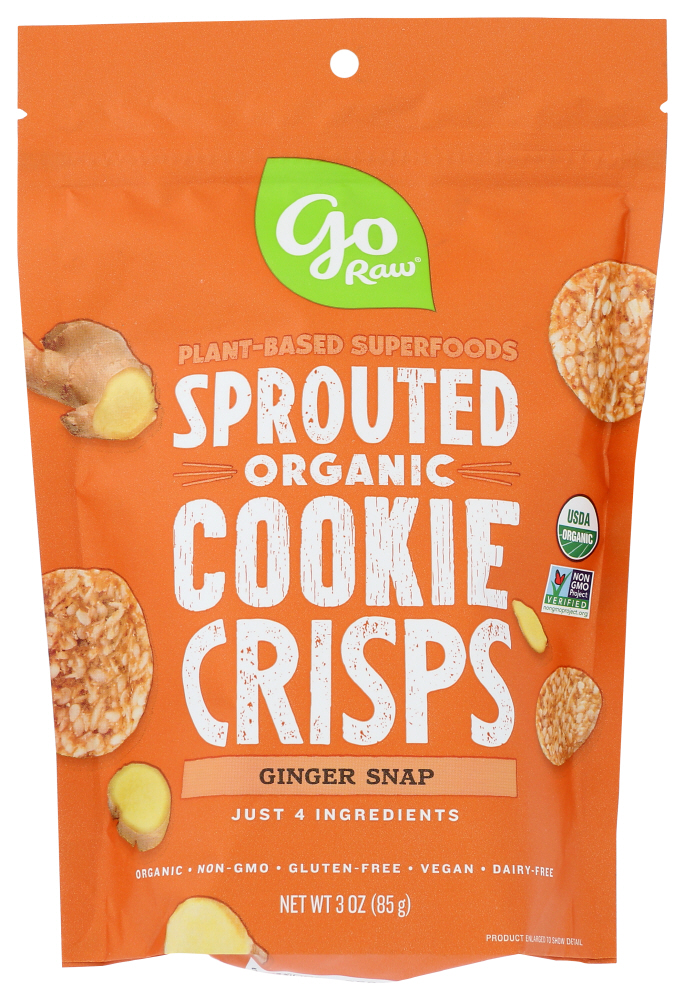 go
Raw®
PLANT-BASED SUPERFOODS
SPROUTED
ORGANIC
COOKIE
CRISPS
USDA
ORGANIC
NON
GMO
Project
VERIFIED
nongmoproject.org
GINGER SNAP
JUST 4 INGREDIENTS
ORGANIC • NON-GMO • GLUTEN-FREE • VEGAN • DAIRY-FREE
NET WT 3 OZ (85 g)
PRODUCT ENLARGED TO SHOW DETAIL